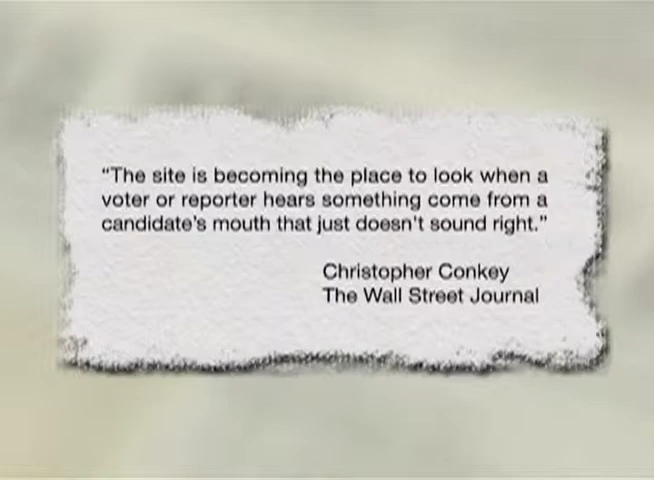 “The site is becoming the place to look when a
voter or reporter hears something come from a
candidate’s mouth that just doesn't sound right.”
Christopher Conkey
The Wall Street Journal